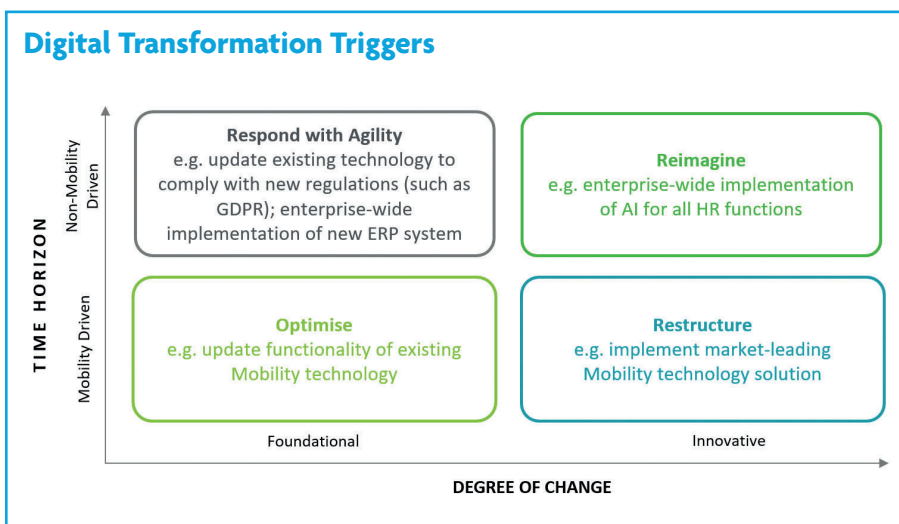 Digital Transformation Triggers
TIME HORIZON
Non-Mobility
Driven
Mobility Driven
Respond with Agility
e.g. update existing technology to
comply with new regulations (such as
GDPR); enterprise-wide
implementation of new ERP system
Reimagine
e.g. enterprise-wide implementation
of AI for all HR functions
Optimise
e.g. update functionality of existing
Mobility technology
Restructure
e.g. implement market-leading
Mobility technology solution
Foundational
Innovative
DEGREE OF CHANGE